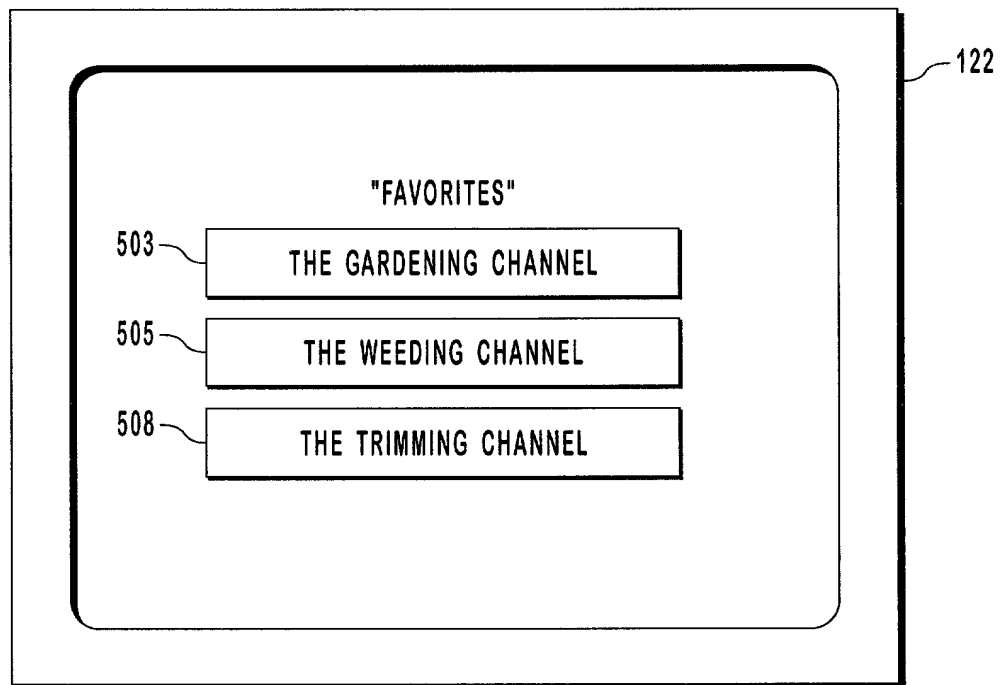 122
"FAVORITES"
503 THE GARDENING CHANNEL
505 THE WEEDING CHANNEL
508 THE TRIMMING CHANNEL